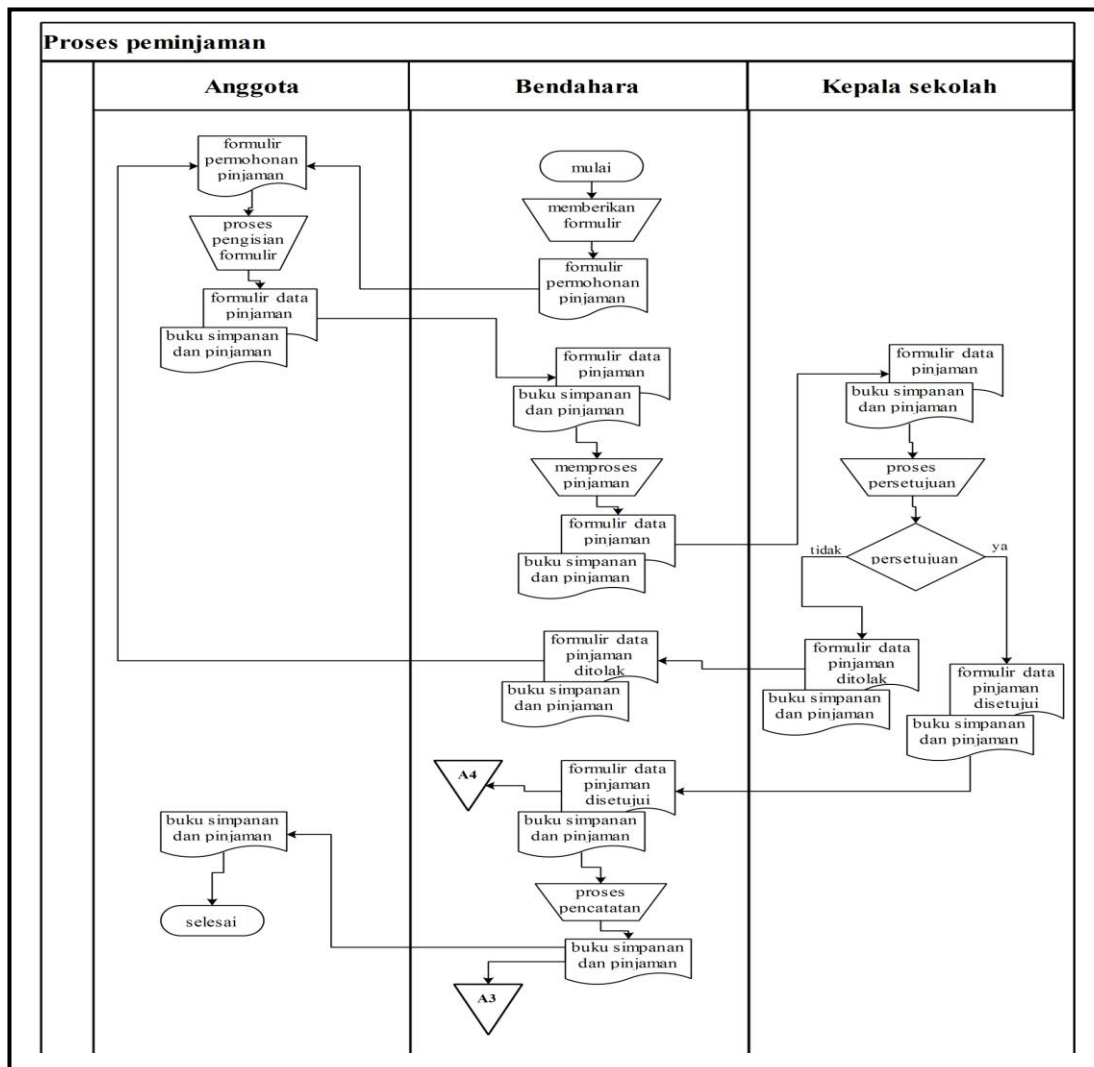 Proses peminjaman
Anggota
Bendahara
Kepala sekolah
formulir
permohonan
pinjaman
proses
pengisian
formulir
formulir data
pinjaman
buku simpanan
dan pinjaman
mulai
memberikan
formulir
formulir
permohonan
pinjaman
formulir data
pinjaman
buku simpanan
dan pinjaman
memproses
pinjaman
formulir data
pinjaman
buku simpanan
dan pinjaman
formulir data
pinjaman
buku simpanan
dan pinjaman
proses
persetujuan
persetujuan
tidak
ya
formulir data
pinjaman
ditolak
buku simpanan
dan pinjaman
formulir data
pinjaman
disetujui
buku simpanan
dan pinjaman
formulir data
pinjaman
ditolak
buku simpanan
dan pinjaman
A4
formulir data
pinjaman
disetujui
buku simpanan
dan pinjaman
proses
pencatatan
buku simpanan
dan pinjaman
A3
buku simpanan
dan pinjaman
selesai